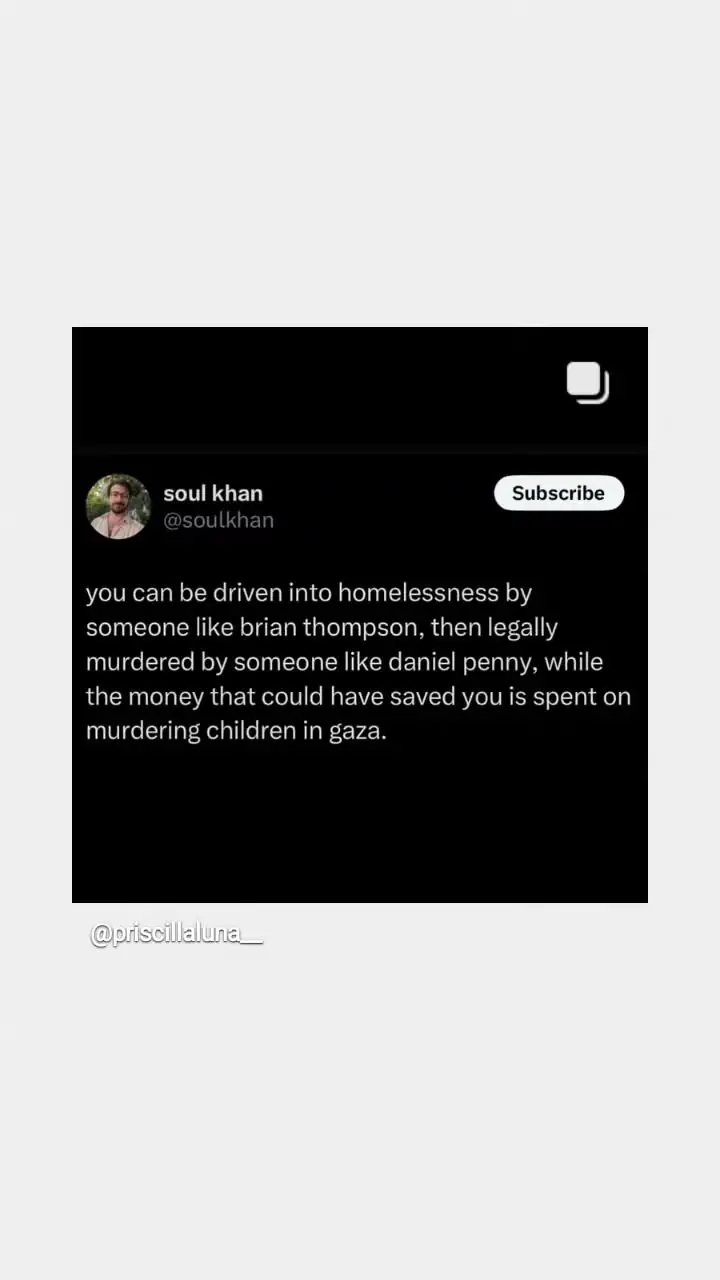 soul khan
@soulkhan
Subscribe
you can be driven into homelessness by
someone like brian thompson, then legally
murdered by someone like daniel penny, while
the money that could have saved you is spent on
murdering children in gaza.
@priscillaluna__